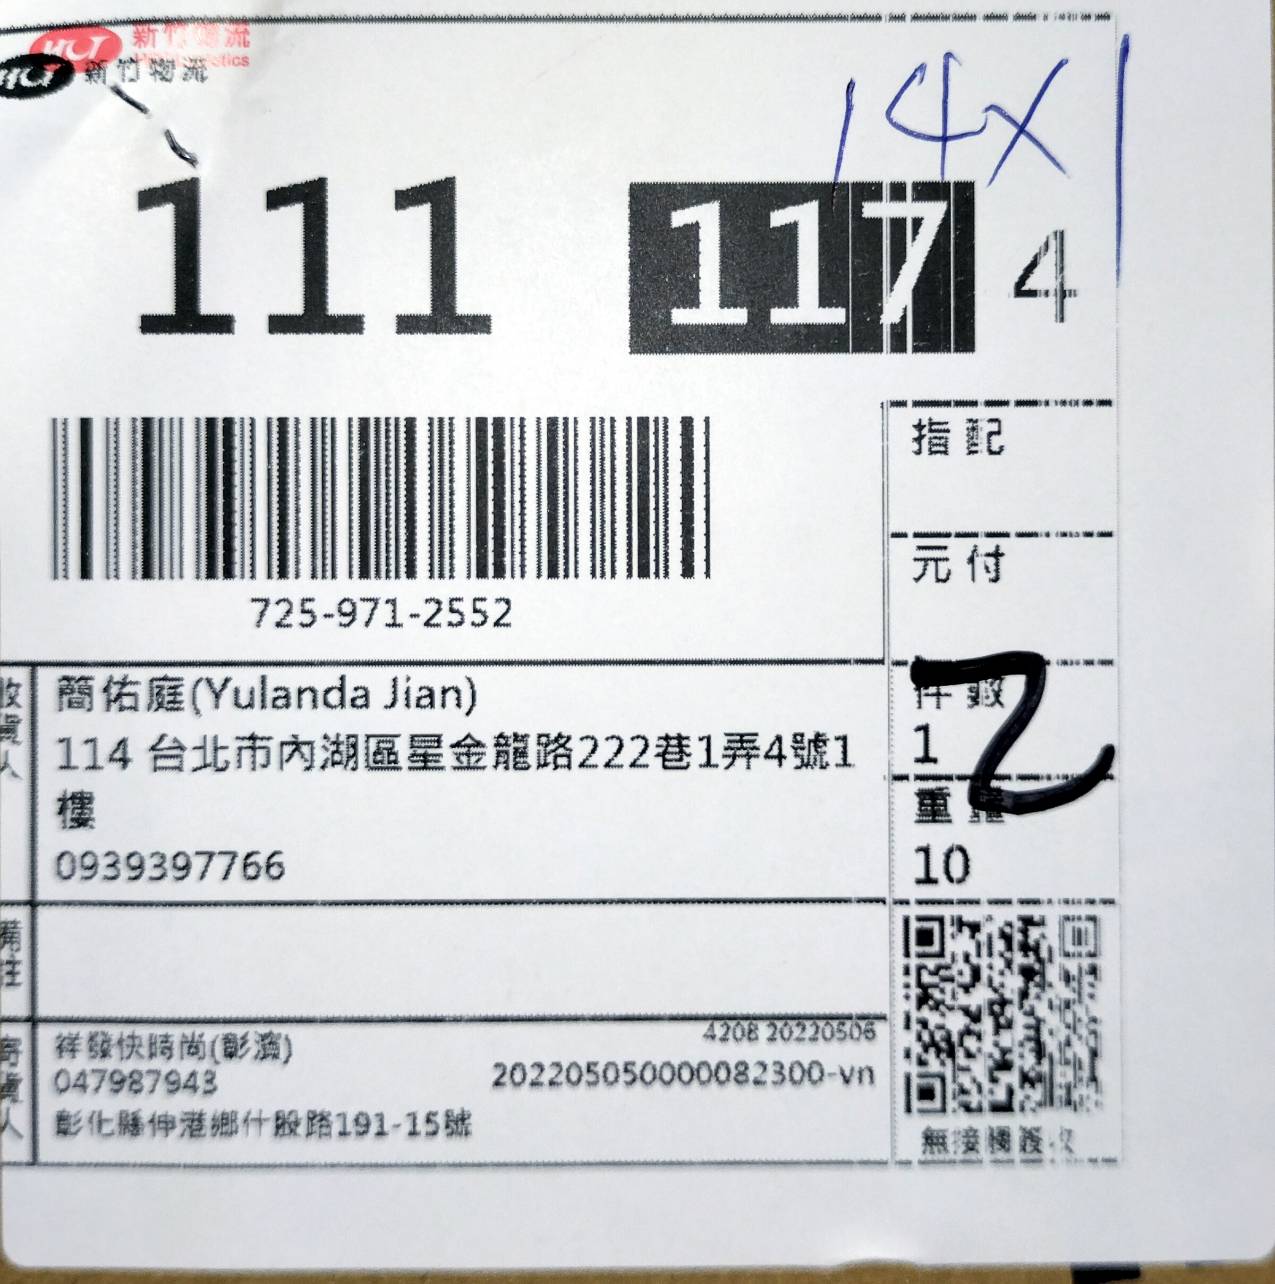 HCT 新竹物流
HCT Logistics
HCT 新竹物流
14X1
111
117
4
725-971-2552
指配
元付
件數
1
2
重量
10
收貨人
簡佑庭(Yulanda Jian)
114 台北市內湖區星金龍路222巷1弄4號1
樓
0939397766
備註
寄貨人
祥發快時尚(彰濱)
4208 20220506
047987943
202205050000082300-vn
彰化縣伸港鄉什股路191-15號
無接觸簽收